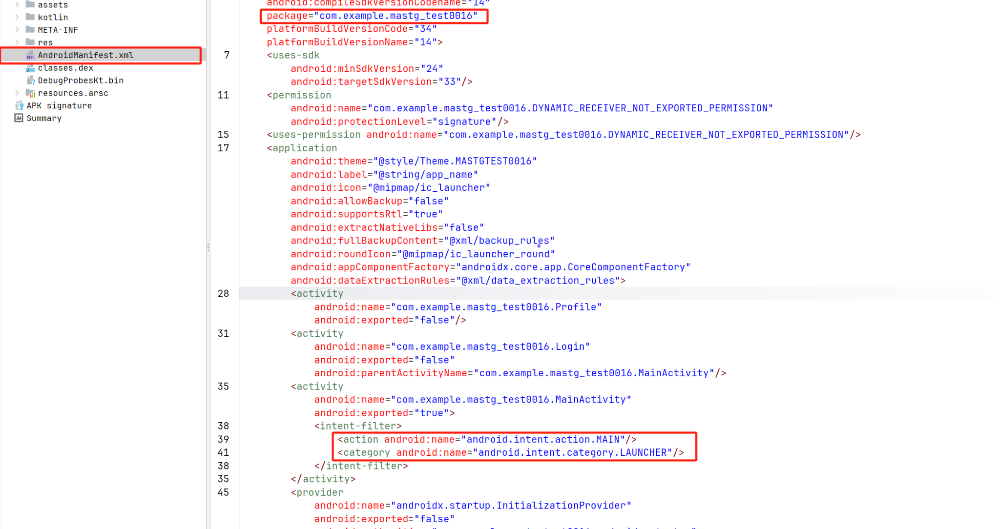 assets
kotlin
META-INF
res
AndroidManifest.xml
classes.dex
DebugProbesKt.bin
resources.arsc
APK signature
Summary
android:compileSdkVersionCodename="14"
package="com.example.mastg_test0016"
platformBuildVersionCode="34"
platformBuildVersionName="14">
7 <uses-sdk
android:minSdkVersion="24"
android:targetSdkVersion="33"/>
11 <permission
android:name="com.example.mastg_test0016.DYNAMIC_RECEIVER_NOT_EXPORTED_PERMISSION"
android:protectionLevel="signature"/>
15 <uses-permission android:name="com.example.mastg_test0016.DYNAMIC_RECEIVER_NOT_EXPORTED_PERMISSION"/>
17 <application
android:theme="@style/Theme.MASTGTEST0016"
android:label="@string/app_name"
android:icon="@mipmap/ic_launcher"
android:allowBackup="false"
android:supportsRtl="true"
android:extractNativeLibs="false"
android:fullBackupContent="@xml/backup_rules"
android:roundIcon="@mipmap/ic_launcher_round"
android:appComponentFactory="androidx.core.app.CoreComponentFactory"
android:dataExtractionRules="@xml/data_extraction_rules">
28 <activity
android:name="com.example.mastg_test0016.Profile"
android:exported="false"/>
31 <activity
android:name="com.example.mastg_test0016.Login"
android:exported="false"
android:parentActivityName="com.example.mastg_test0016.MainActivity"/>
35 <activity
android:name="com.example.mastg_test0016.MainActivity"
android:exported="true">
38 <intent-filter>
39 <action android:name="android.intent.action.MAIN"/>
41 <category android:name="android.intent.category.LAUNCHER"/>
38 </intent-filter>
35 </activity>
45 <provider
android:name="androidx.startup.InitializationProvider"
android:exported="false"